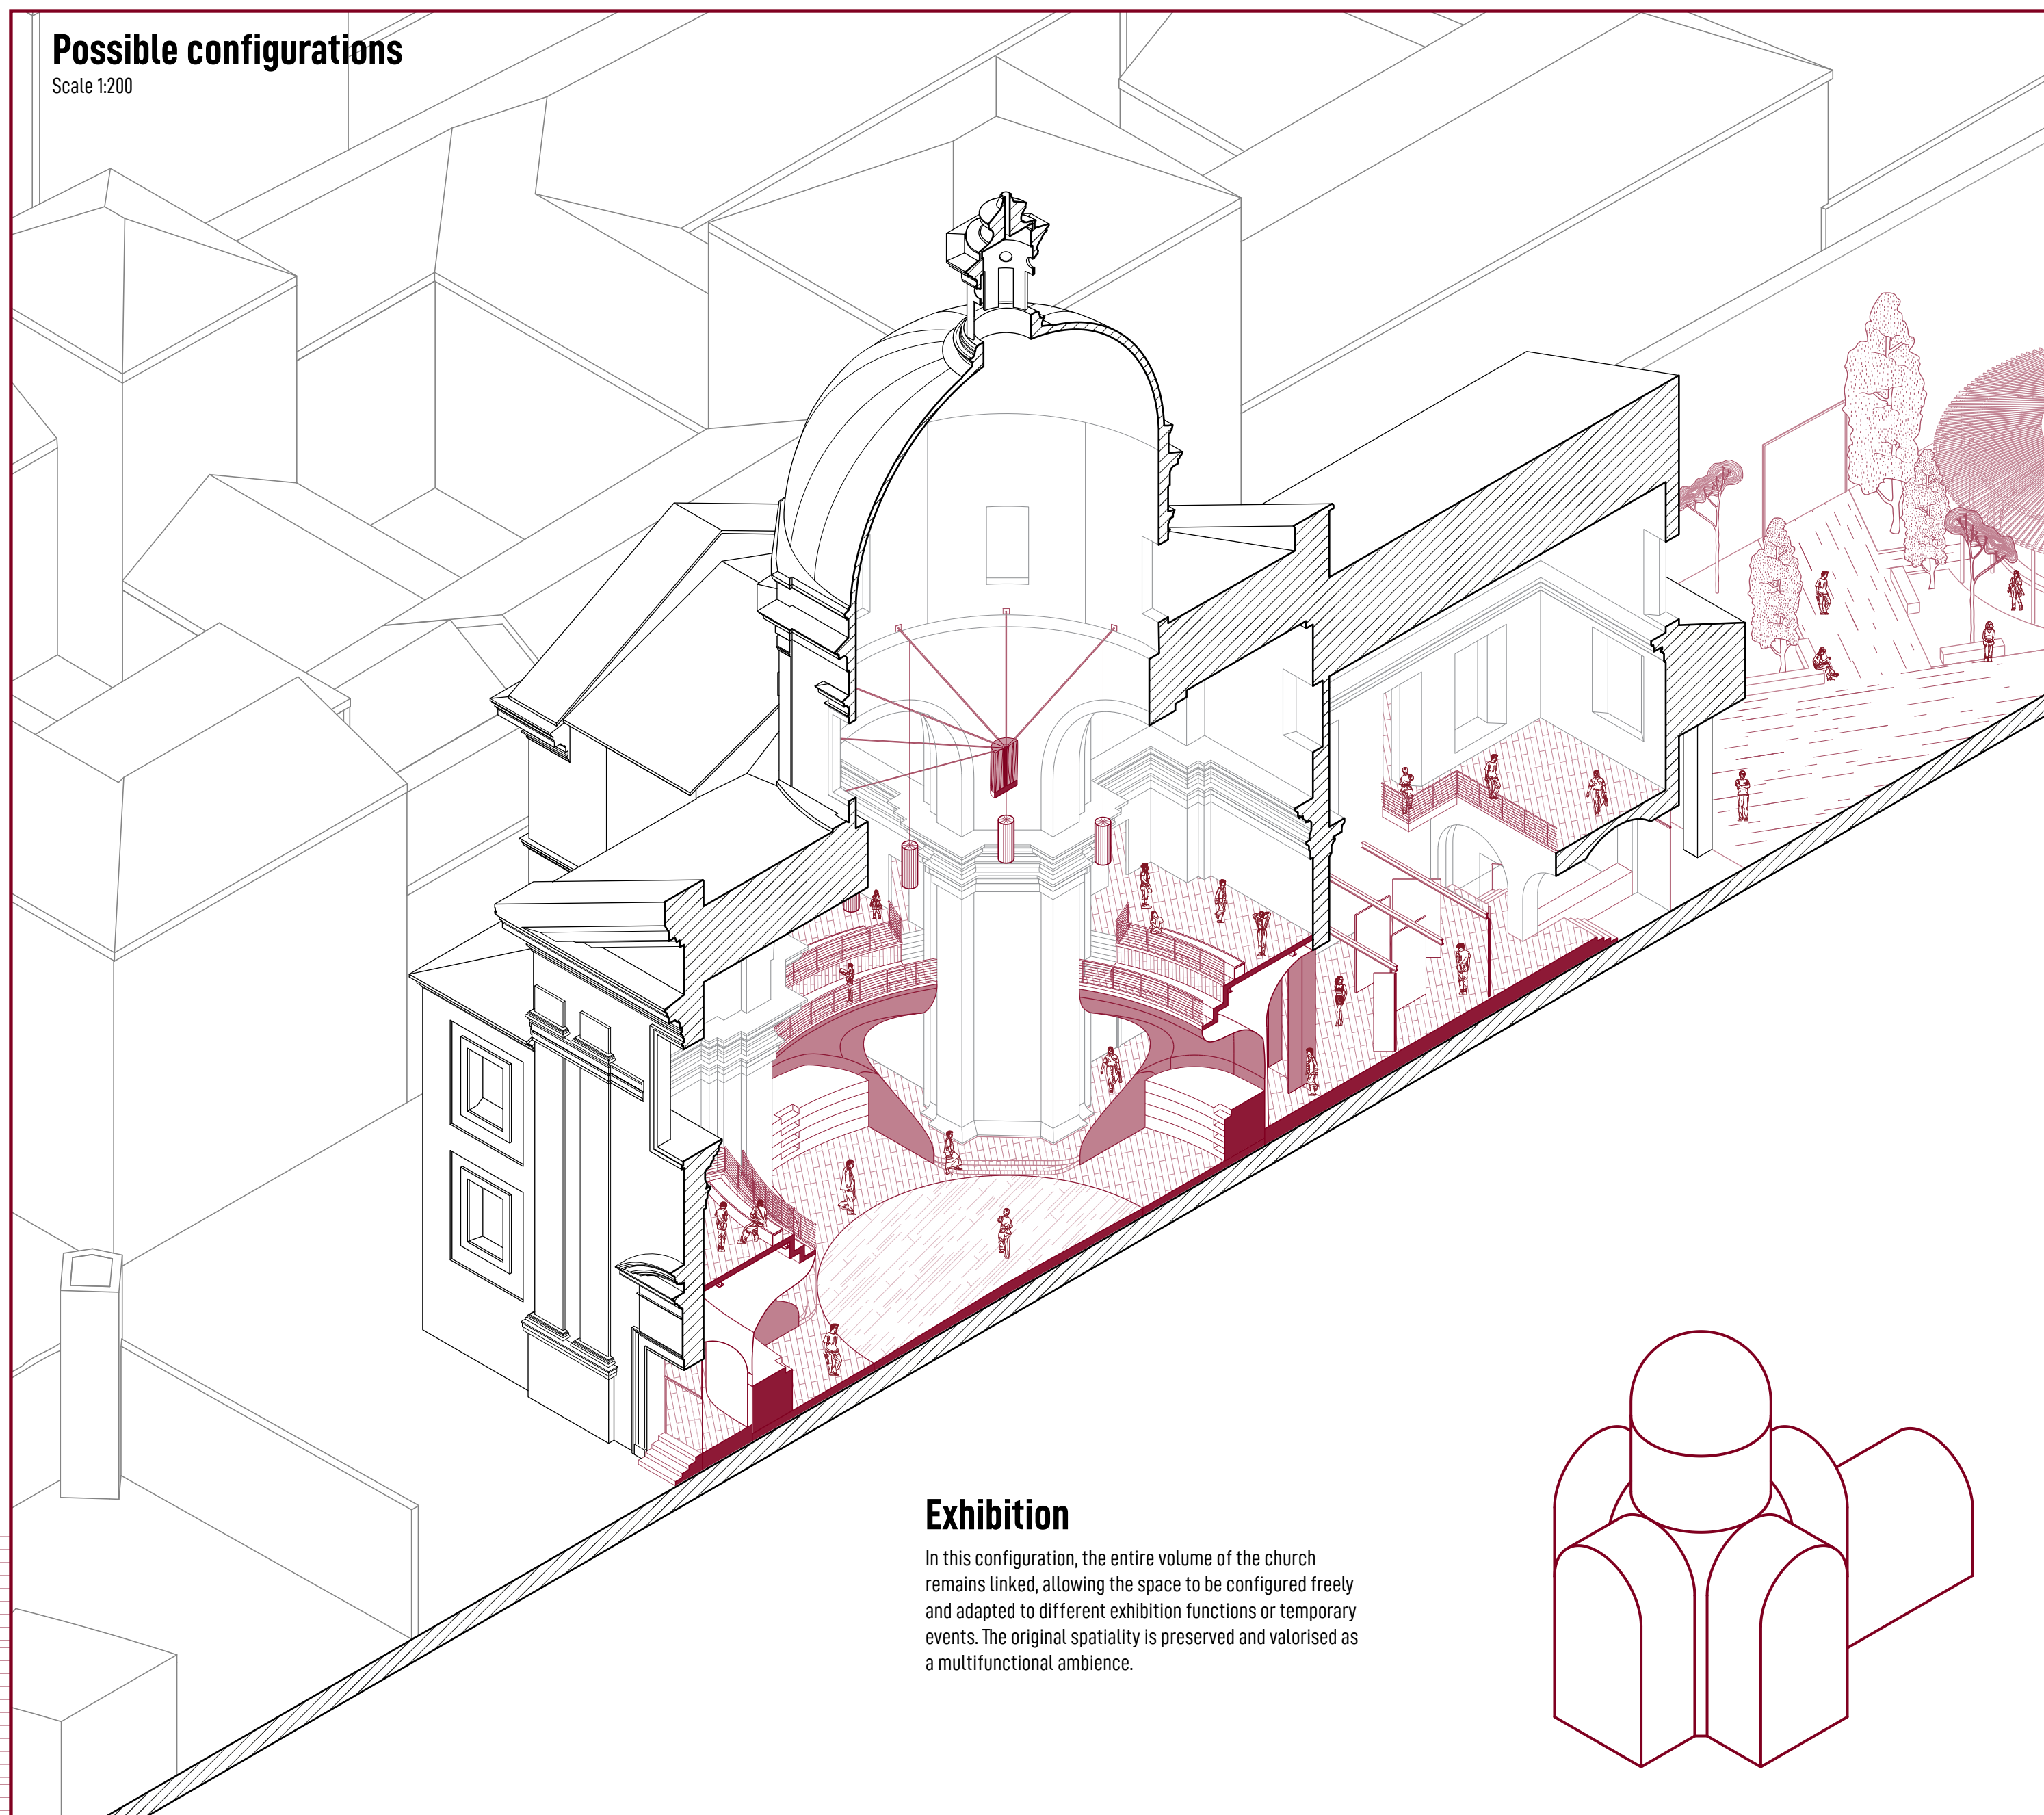 Possible configurations
Scale 1:200
Exhibition
In this configuration, the entire volume of the church
remains linked, allowing the space to be configured freely
and adapted to different exhibition functions or temporary
events. The original spatiality is preserved and valorised as
a multifunctional ambience.